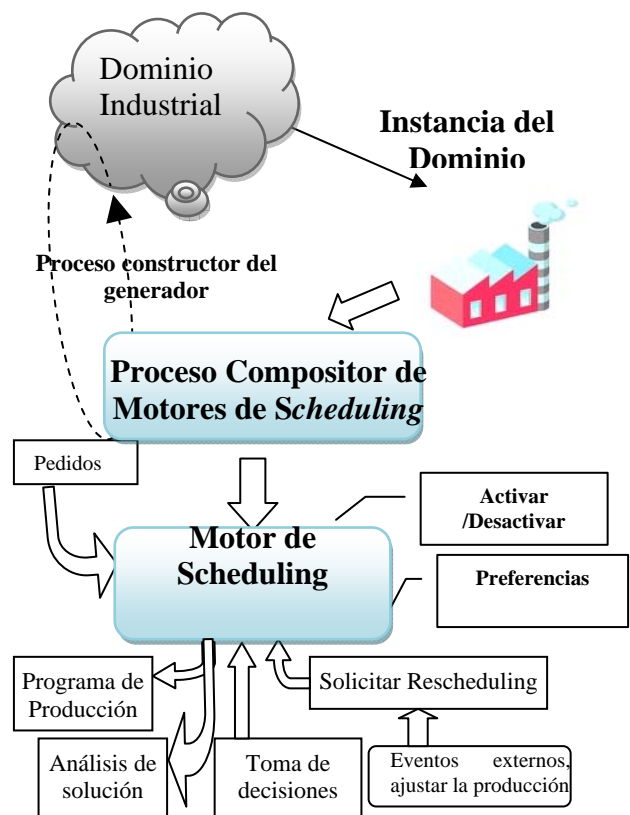 Dominio
Industrial
Instancia del
Dominio
Proceso constructor del
generador
Proceso Compositor de
Motores de Scheduling
Pedidos
Activar
/Desactivar
Motor de
Scheduling
Preferencias
Programa de
Producción
Solicitar Rescheduling
Análisis de
solución
Toma de
decisiones
Eventos externos,
ajustar la producción